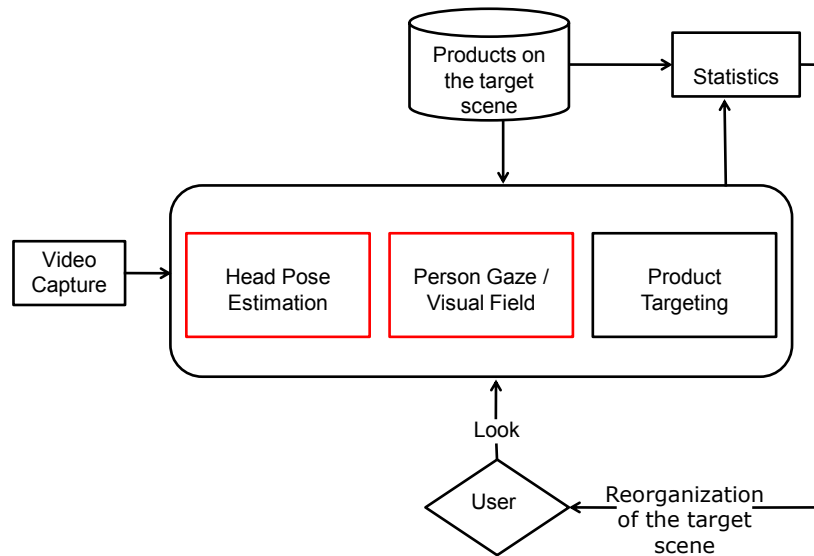 Products on
the target
scene
Statistics
Video
Capture
Head Pose
Estimation
Person Gaze /
Visual Field
Product
Targeting
Look
User
Reorganization
of the target
scene